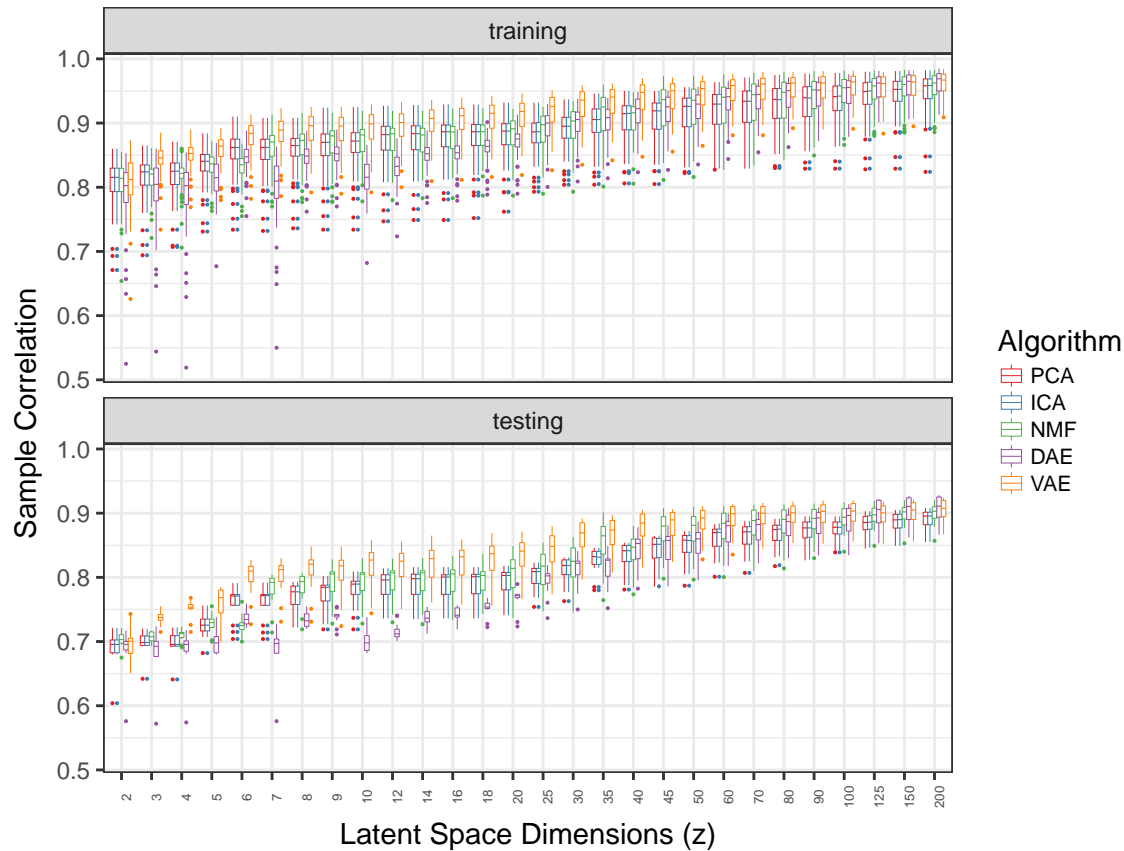 training
1.0
0.9
0.8
0.7
0.6
0.5
testing
1.0
0.9
0.8
0.7
0.6
0.5
Sample Correlation
2 3 4 5 6 7 8 9 10 12 14 16 18 20 25 30 35 40 45 50 60 70 80 90 100 125 150 200
Latent Space Dimensions (z)
Algorithm
PCA
ICA
NMF
DAE
VAE